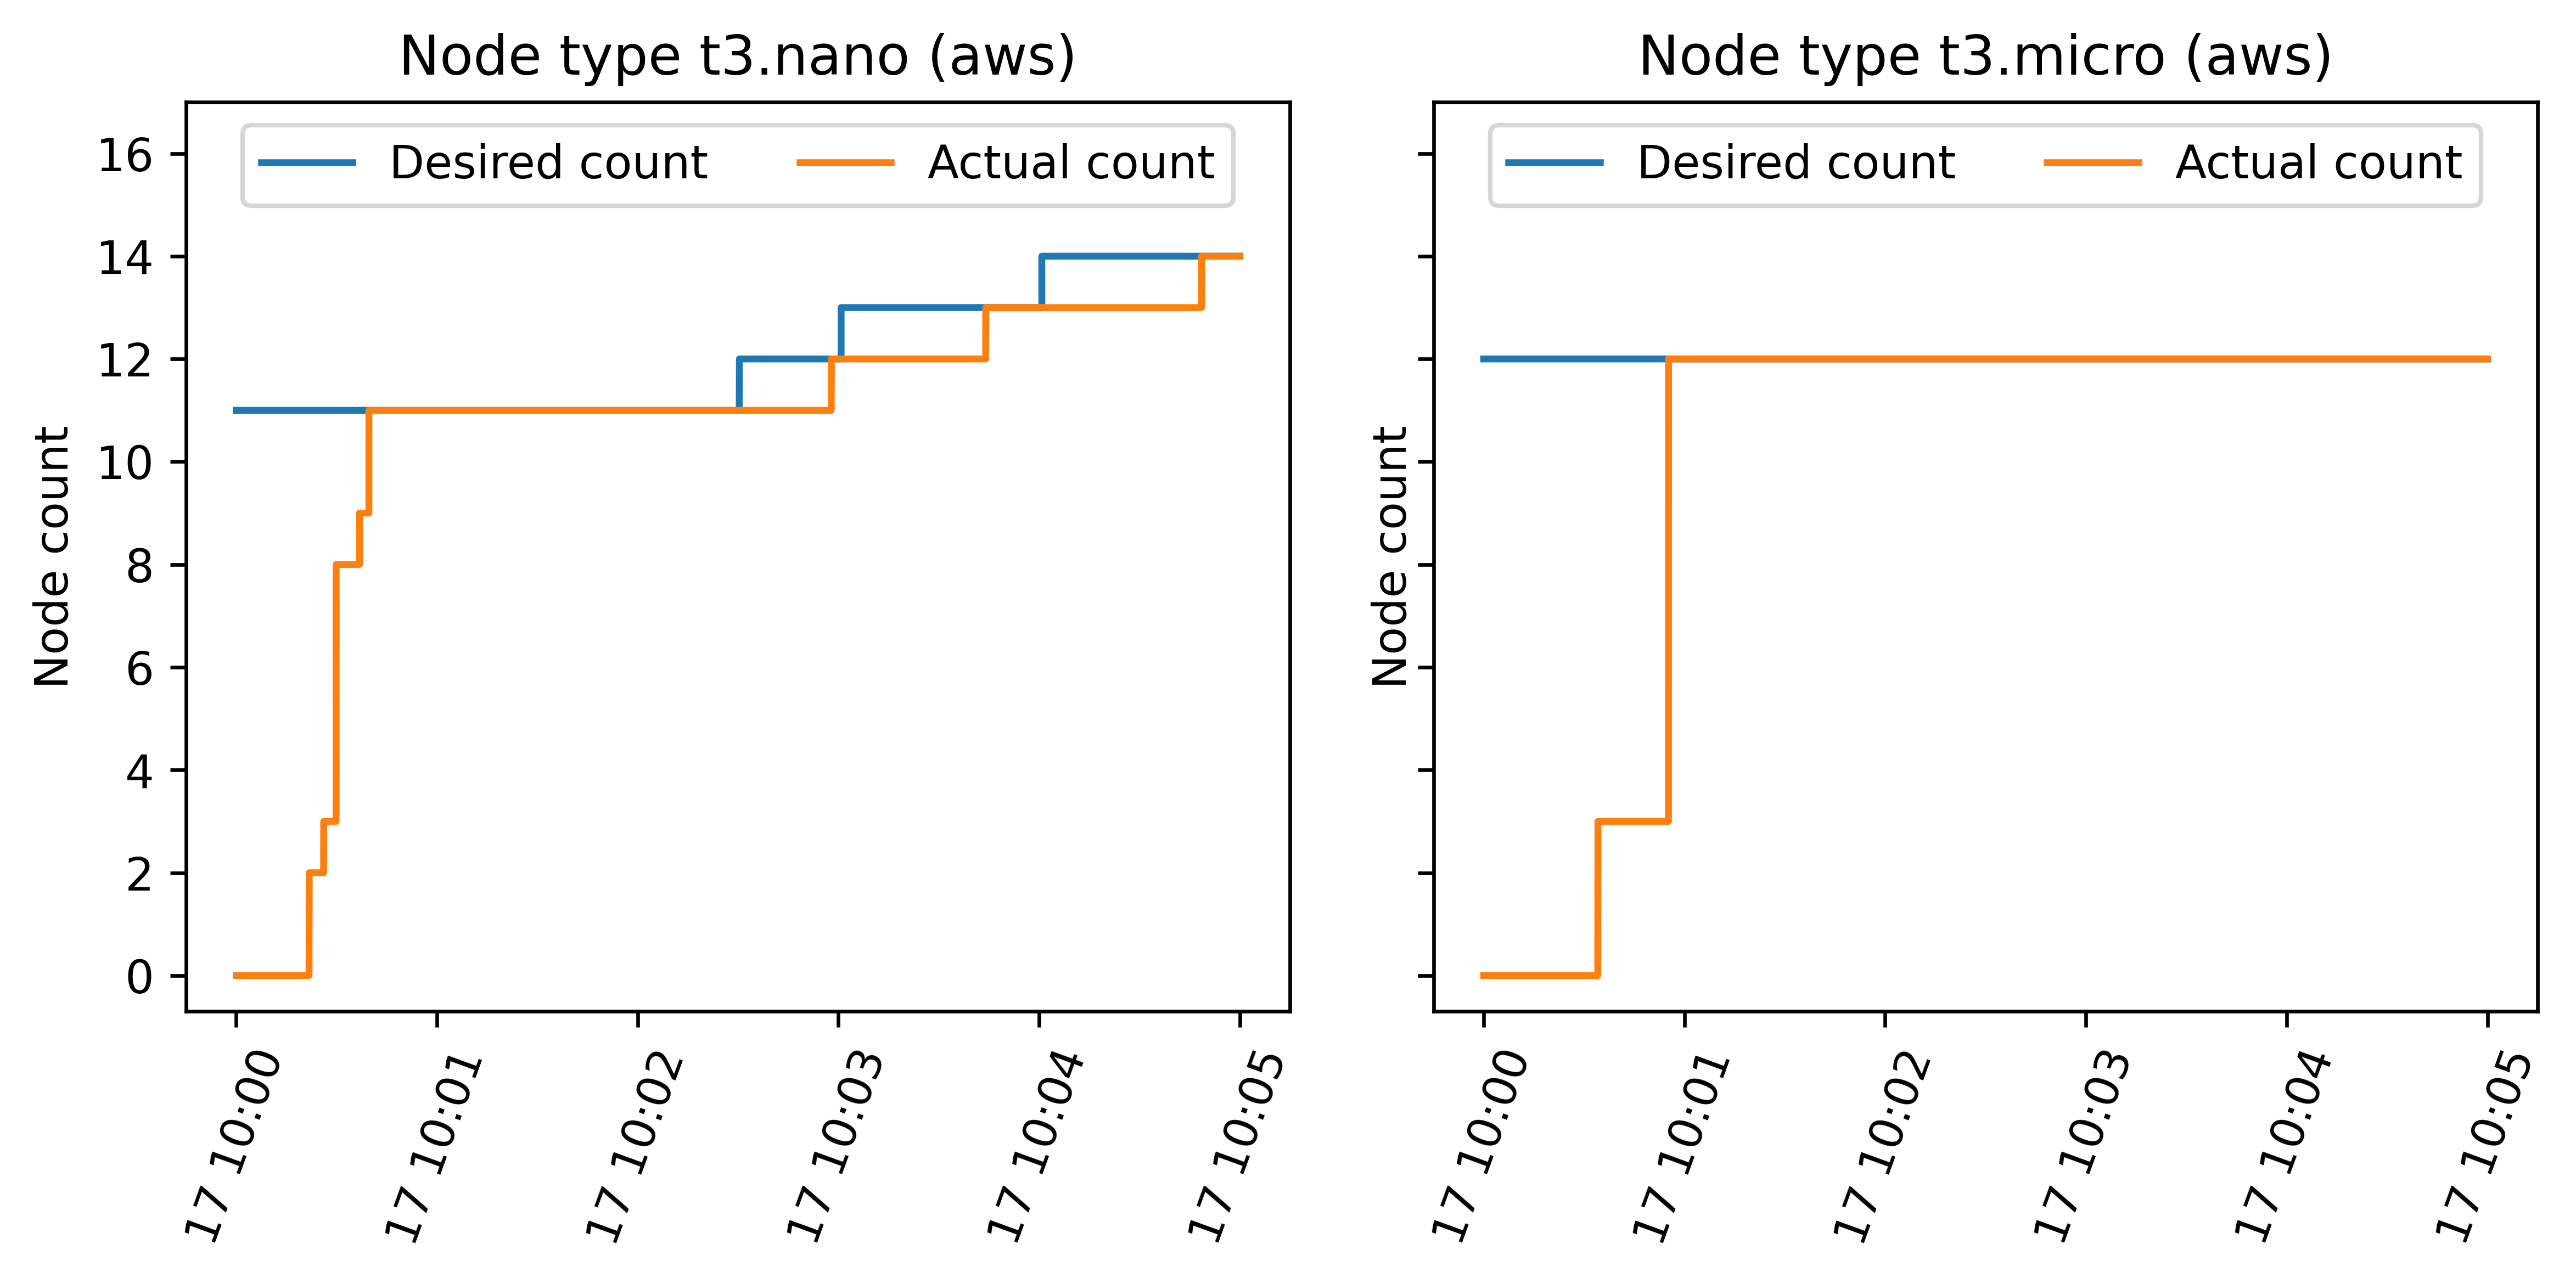 Node type t3.nano (aws)
Desired count
Actual count
Node count
16
14
12
10
8
6
4
2
0
17 10:00
17 10:01
17 10:02
17 10:03
17 10:04
17 10:05
Node type t3.micro (aws)
Desired count
Actual count
Node count
17 10:00
17 10:01
17 10:02
17 10:03
17 10:04
17 10:05